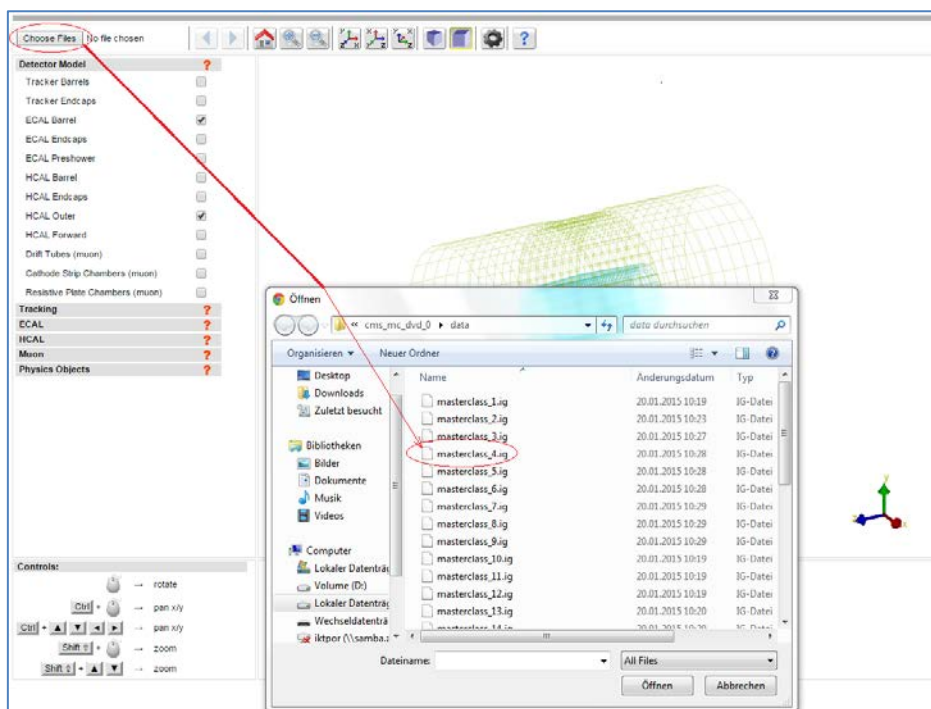 Choose Files No file chosen
Detector Model ?
Tracker Barrels
Tracker Endcaps
ECAL Barrel
ECAL Endcaps
ECAL Preshower
HCAL Barrel
HCAL Endcaps
HCAL Outer
HCAL Forward
Drift Tubes (muon)
Cathode Strip Chambers (muon)
Resistive Plate Chambers (muon)
Tracking ?
ECAL ?
HCAL ?
Muon ?
Physics Objects ?
Öffnen
« cms_mc_dvd_0 data
data durchsuchen
Organisieren Neuer Ordner
Desktop
Downloads
Zuletzt besucht
Bibliotheken
Bilder
Dokumente
Musik
Videos
Computer
Lokaler Datenträ
Volume (D:)
Lokaler Datenträ
Wechseldatenträ
iktpor (\\samba.
Name Änderungsdatum Typ
masterclass_1.ig 20.01.2015 10:19 IG-Datei
masterclass_2.ig 20.01.2015 10:23 IG-Datei
masterclass_3.ig 20.01.2015 10:27 IG-Datei
masterclass_4.ig 20.01.2015 10:28 IG-Datei
masterclass_5.ig 20.01.2015 10:28 IG-Datei
masterclass_6.ig 20.01.2015 10:28 IG-Datei
masterclass_7.ig 20.01.2015 10:29 IG-Datei
masterclass_8.ig 20.01.2015 10:29 IG-Datei
masterclass_9.ig 20.01.2015 10:29 IG-Datei
masterclass_10.ig 20.01.2015 10:19 IG-Datei
masterclass_11.ig 20.01.2015 10:19 IG-Datei
masterclass_12.ig 20.01.2015 10:19 IG-Datei
masterclass_13.ig 20.01.2015 10:20 IG-Datei
masterclass_14.ig 20.01.2015 10:20 IG-Datei
Dateiname: All Files
Öffnen Abbrechen
Controls:
→ rotate
Ctrl + → pan x/y
Ctrl + ▲ ▼ ◄ ► → pan x/y
Shift ⇧ + → zoom
Shift ⇧ + ▲ ▼ → zoom